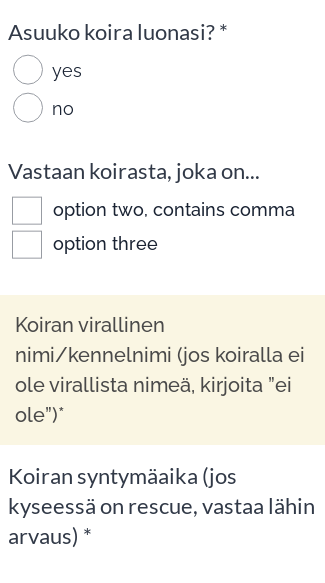 Asuuko koira luonasi? *
yes
no
Vastaan koirasta, joka on...
option two, contains comma
option three
Koiran virallinen
nimi/kennelnimi (jos koiralla ei
ole virallista nimeä, kirjoita ”ei
ole”)*
Koiran syntymäaika (jos
kyseessä on rescue, vastaa lähin
arvaus) *